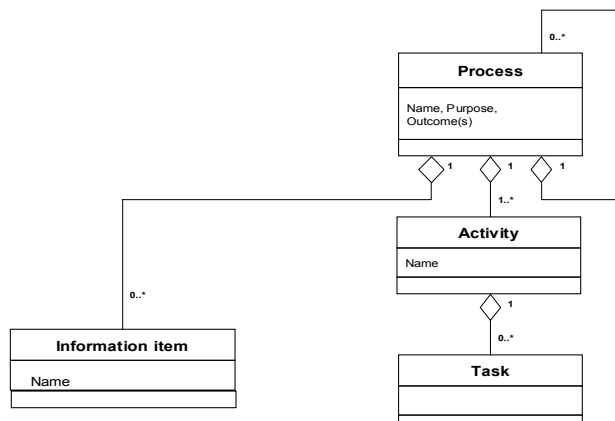 0..*
Process
Name, Purpose,
Outcome(s)
1
1
1
1..*
Activity
Name
0..*
1
Information item
0..*
Name
Task